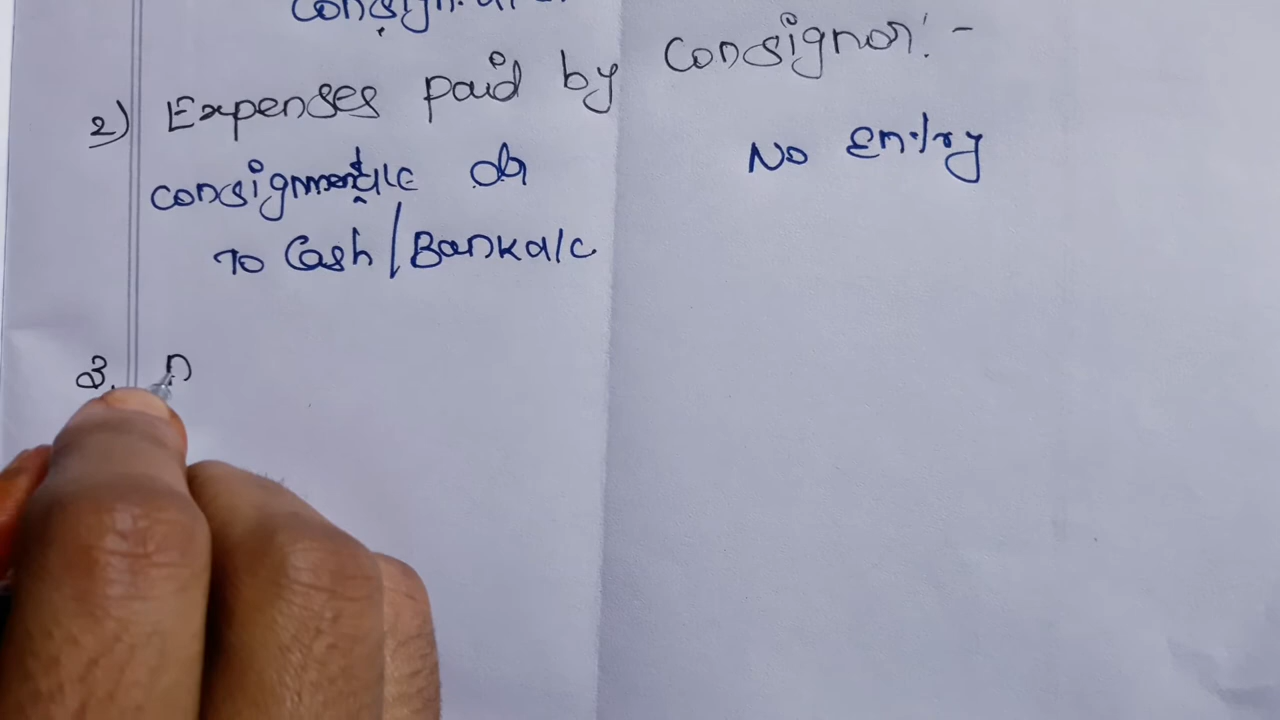 2) Expenses paid by Consignor:-
consignment a/c dr
No Entry
To Cash/Bank a/c
3.